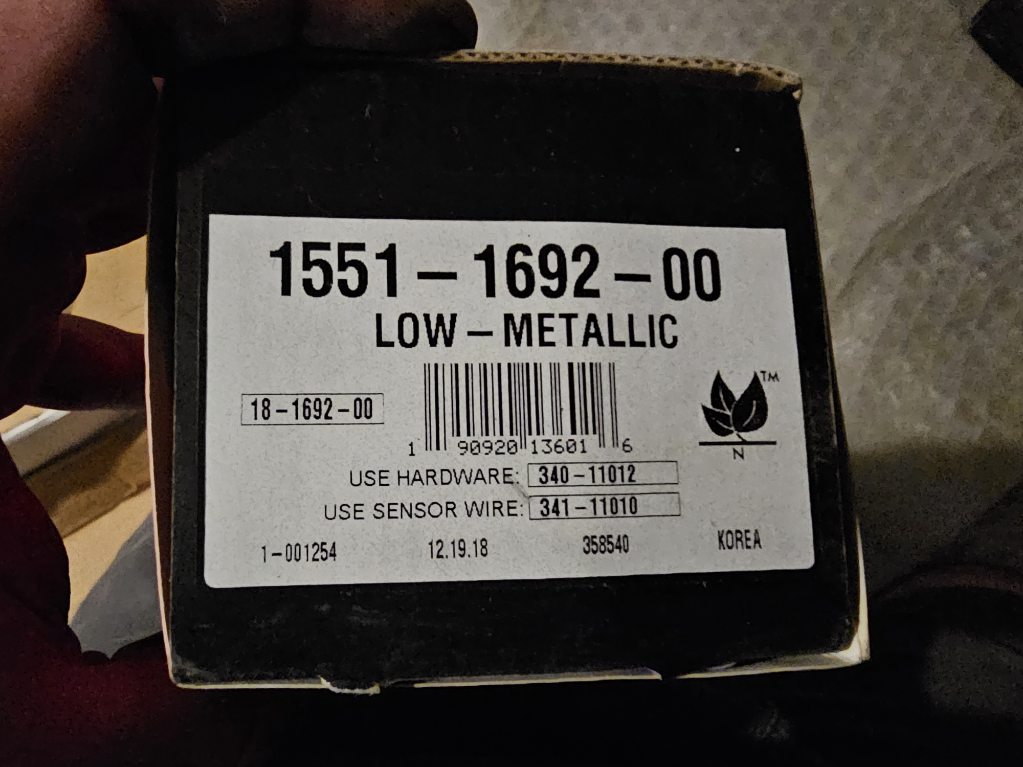 1551-1692-00
LOW-METALLIC
TM
18-1692-00
1 90920 13601 6
N
USE HARDWARE: 340-11012
USE SENSOR WIRE: 341-11010
1-001254 12.19.18 358540 KOREA